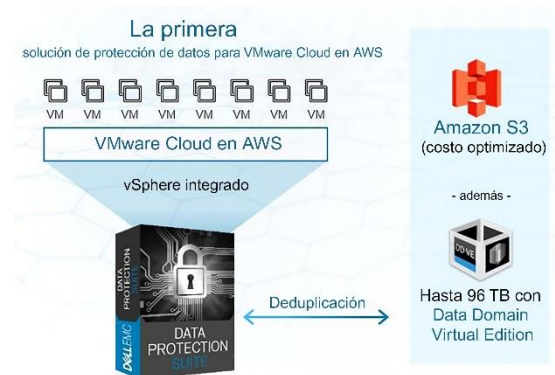 La primera
solución de protección de datos para VMware Cloud en AWS
VM VM VM VM VM VM VM VM
VMware Cloud en AWS
vSphere integrado
DATA
PROTECTION
SUITE
DELLEMC
DATA
PROTECTION
SUITE
Deduplicación
Amazon S3
(costo optimizado)
- además -
DD VE
Hasta 96 TB con
Data Domain
Virtual Edition